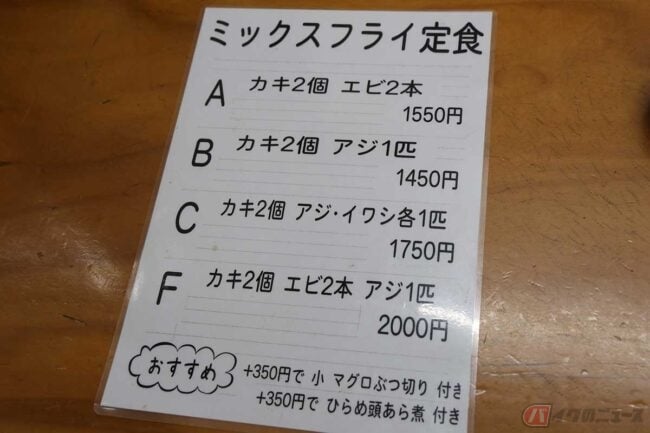 ミックスフライ定食
A カキ2個 エビ2本
1550円
B カキ2個 アジ1匹
1450円
C カキ2個 アジ・イワシ各1匹
1750円
F カキ2個 エビ2本 アジ1匹
2000円
おすすめ +350円で 小 マグロぶつ切り 付き
+350円で ひらめ頭あら煮 付き
バイクのニュース